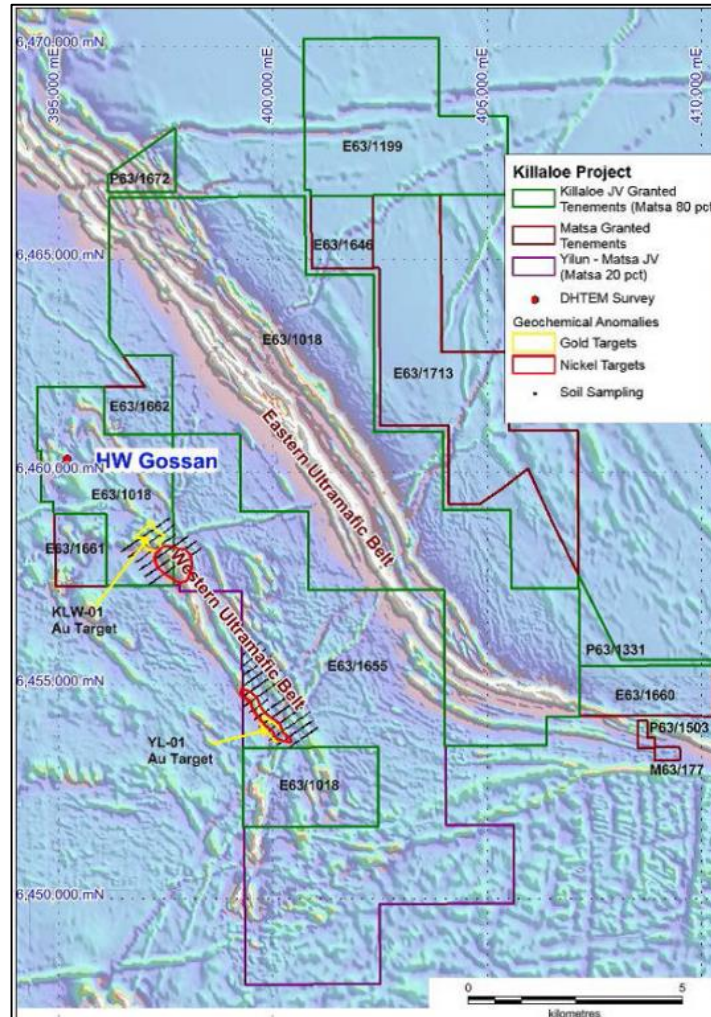 6,470,000 mN
395,000 mE
400,000 mE
405,000 mE
410,000 mE
E63/1199
P63/1672
Killaloe Project
Killaloe JV Granted
Tenements (Matsa 80 pct)
Matsa Granted
Tenements
Yilun - Matsa JV
(Matsa 20 pct)
DHTEM Survey
Geochemical Anomalies
Gold Targets
Nickel Targets
Soil Sampling
E63/1646
6,465,000 mN
E63/1018
E63/1713
E63/1662
Eastern Ultramafic Belt
HW Gossan
6,460,000 mN
E63/1018
E63/1661
Western Ultramafic Belt
KLW-01
Au Target
P63/1331
E63/1655
E63/1660
6,455,000 mN
P63/1503
YL-01
Au Target
M63/177
E63/1018
6,450,000 mN
0
5
kilometres